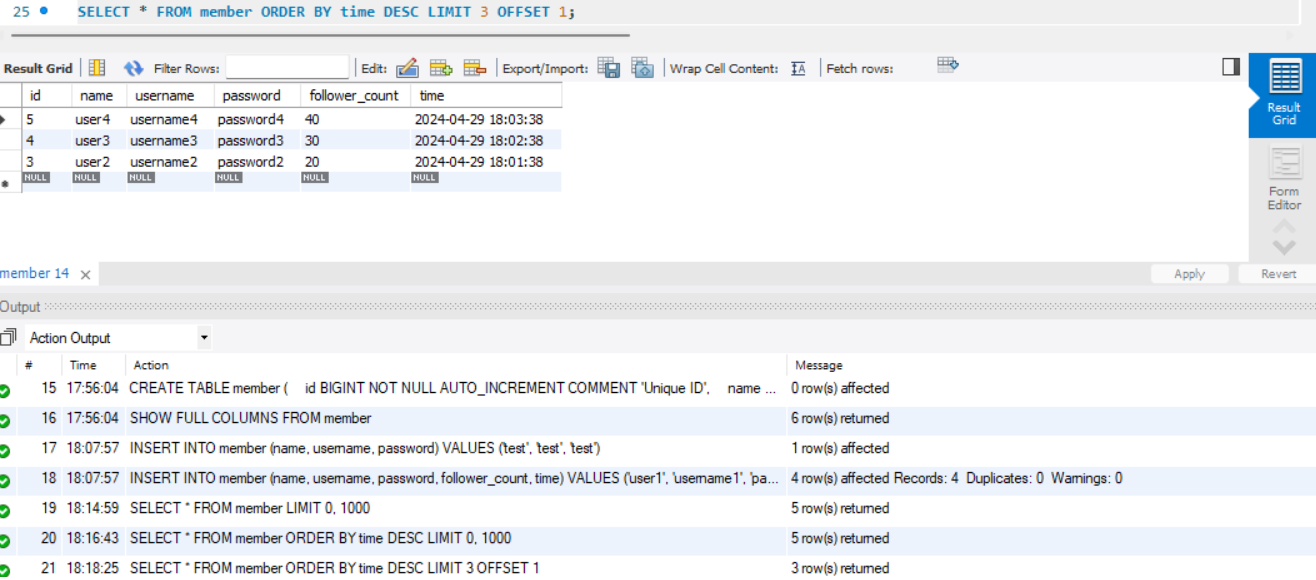 25 SELECT * FROM member ORDER BY time DESC LIMIT 3 OFFSET 1;
Result Grid Filter Rows: Edit: Export/Import: Wrap Cell Content: Fetch rows:
id name username password follower_count time
5 user4 username4 password4 40 2024-04-29 18:03:38
4 user3 username3 password3 30 2024-04-29 18:02:38
3 user2 username2 password2 20 2024-04-29 18:01:38
NULL NULL NULL NULL NULL NULL
Result
Grid
Form
Editor
member 14
Apply Revert
Output
Action Output
# Time Action Message
15 17:56:04 CREATE TABLE member ( id BIGINT NOT NULL AUTO_INCREMENT COMMENT 'Unique ID', name ... 0 row(s) affected
16 17:56:04 SHOW FULL COLUMNS FROM member 6 row(s) returned
17 18:07:57 INSERT INTO member (name, username, password) VALUES ('test', 'test', 'test') 1 row(s) affected
18 18:07:57 INSERT INTO member (name, username, password, follower_count, time) VALUES ('user1', 'username1', 'pa... 4 row(s) affected Records: 4 Duplicates: 0 Warnings: 0
19 18:14:59 SELECT * FROM member LIMIT 0, 1000 5 row(s) returned
20 18:16:43 SELECT * FROM member ORDER BY time DESC LIMIT 0, 1000 5 row(s) returned
21 18:18:25 SELECT * FROM member ORDER BY time DESC LIMIT 3 OFFSET 1 3 row(s) returned